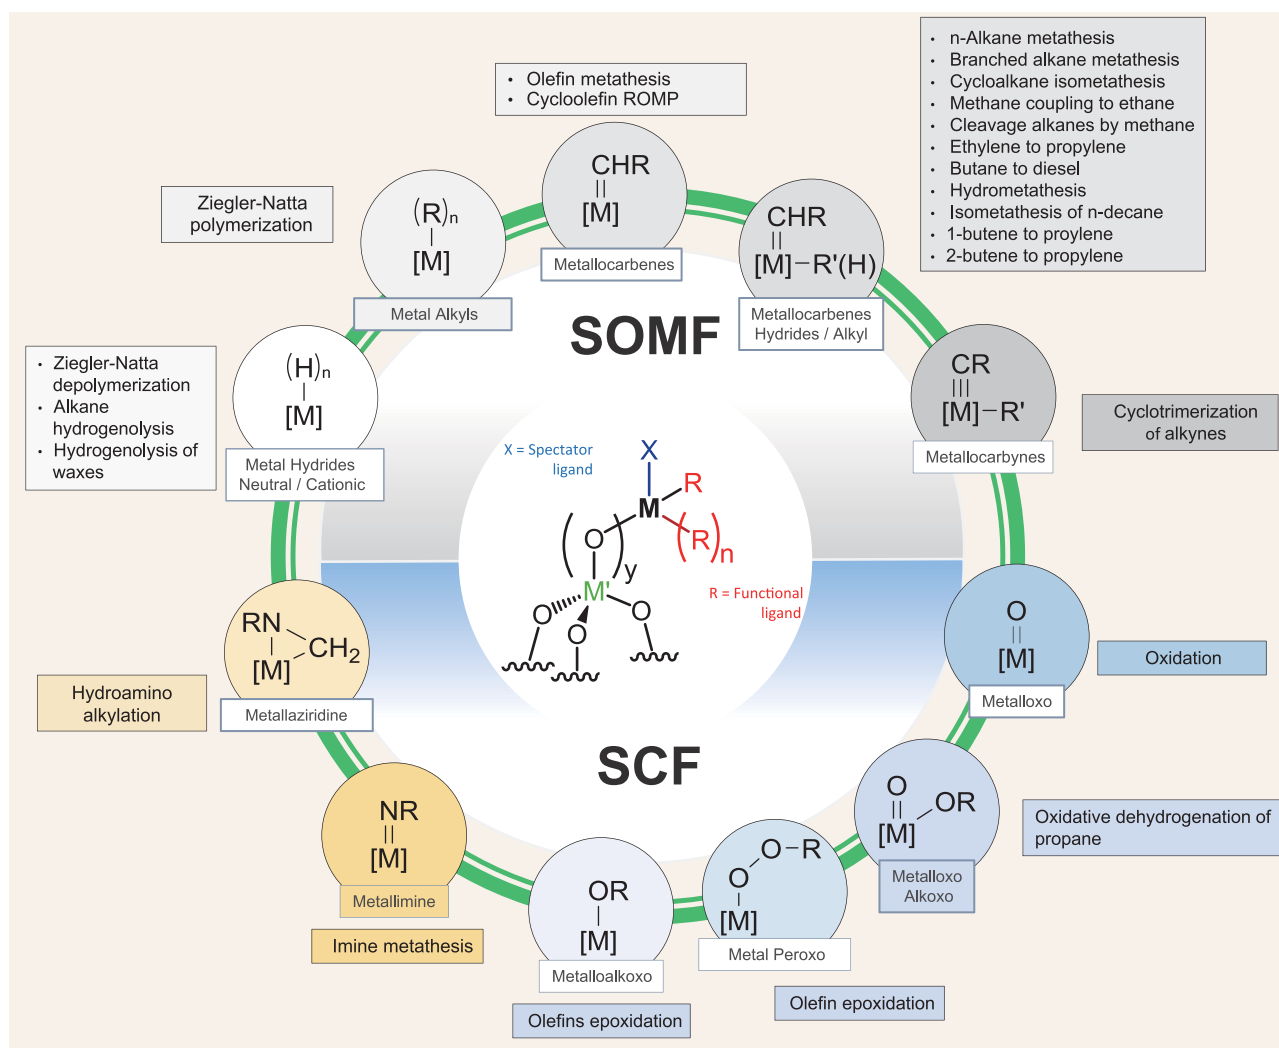 • Olefin metathesis
• Cycloolefin ROMP
• n-Alkane metathesis
• Branched alkane metathesis
• Cycloalkane isometathesis
• Methane coupling to ethane
• Cleavage alkanes by methane
• Ethylene to propylene
• Butane to diesel
• Hydrometathesis
• Isometathesis of n-decane
• 1-butene to proylene
• 2-butene to propylene
Ziegler-Natta
polymerization
(R)n
[M]
Metal Alkyls
CHR
[M]
Metallocarbenes
CHR
[M]–R'(H)
Metallocarbenes
Hydrides / Alkyl
SOMF
• Ziegler-Natta
depolymerization
• Alkane
hydrogenolysis
• Hydrogenolysis of
waxes
(H)n
[M]
Metal Hydrides
Neutral / Cationic
CR
[M]–R'
Metallocarbynes
Cyclotrimerization
of alkynes
X = Spectator
ligand
X
M
R
(R)n
(O)y
M'
O
O
O
R = Functional
ligand
RN
CH2
[M]
Metallaziridine
Hydroamino
alkylation
O
[M]
Metalloxo
Oxidation
SCF
NR
[M]
Metallimine
Imine metathesis
OR
[M]
Metalloalkoxo
Olefins epoxidation
O–R
O
[M]
Metal Peroxo
Olefin epoxidation
O
OR
[M]
Metalloxo
Alkoxo
Oxidative dehydrogenation of
propane